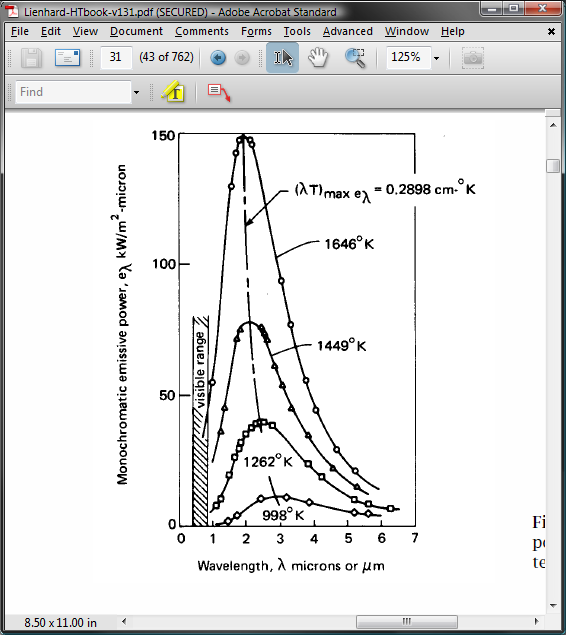 Lienhard-HTbook-v131.pdf (SECURED) - Adobe Acrobat Standard
File Edit View Document Comments Forms Tools Advanced Window Help
31 (43 of 762) 125%
Find
150
(λT)max eλ = 0.2898 cm-°K
1646°K
100
1449°K
Monochromatic emissive power, eλ kW/m²-micron
visible range
50
1262°K
998°K
0
0 1 2 3 4 5 6 7
Wavelength, λ microns or μm
Fi
po
te
8.50 x 11.00 in